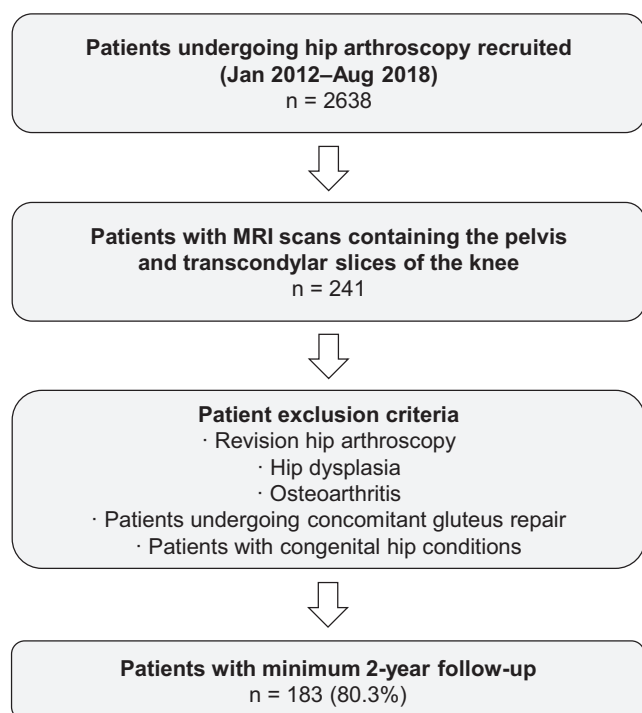 Patients undergoing hip arthroscopy recruited
(Jan 2012–Aug 2018)
n = 2638
Patients with MRI scans containing the pelvis
and transcondylar slices of the knee
n = 241
Patient exclusion criteria
· Revision hip arthroscopy
· Hip dysplasia
· Osteoarthritis
· Patients undergoing concomitant gluteus repair
· Patients with congenital hip conditions
Patients with minimum 2-year follow-up
n = 183 (80.3%)